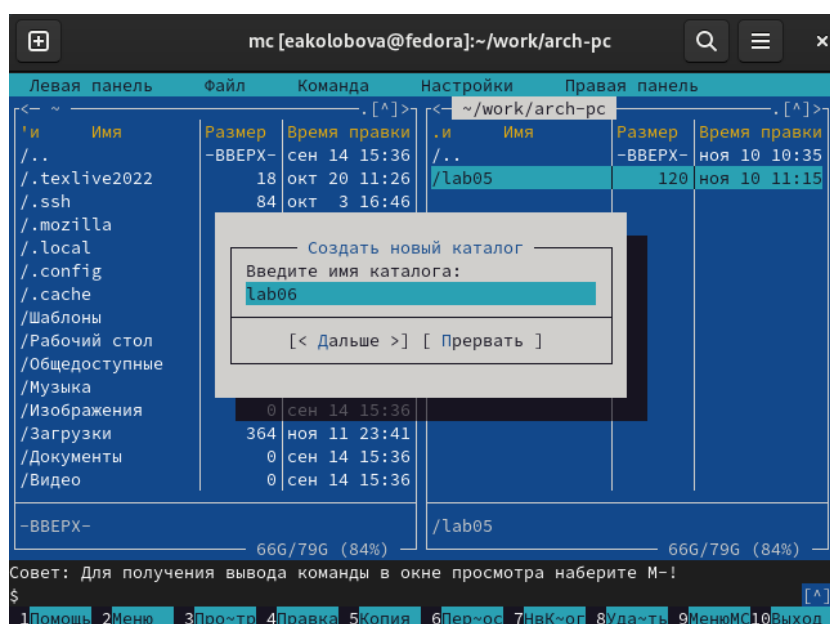 mc [eakolobova@fedora]:~/work/arch-pc
Левая панель Файл Команда Настройки Правая панель
<— ~ .[^]> <— ~/work/arch-pc .[^]>
'и Имя Размер Время правки .и Имя Размер Время правки
/.. -ВВЕРХ- сен 14 15:36 /.. -ВВЕРХ- ноя 10 10:35
/.texlive2022 18 окт 20 11:26 /lab05 120 ноя 10 11:15
/.ssh 84 окт 3 16:46
/.mozilla
/.local Создать новый каталог
/.config Введите имя каталога:
/.cache lab06
/Шаблоны
/Рабочий стол [< Дальше >] [ Прервать ]
/Общедоступные
/Музыка
/Изображения 0 сен 14 15:36
/Загрузки 364 ноя 11 23:41
/Документы 0 сен 14 15:36
/Видео 0 сен 14 15:36
-ВВЕРХ- /lab05
66G/79G (84%) 66G/79G (84%)
Совет: Для получения вывода команды в окне просмотра наберите M-!
$ [^]
1Помощь 2Меню 3Про~тр 4Правка 5Копия 6Пер~ос 7НвК~ог 8Уда~ть 9МенюMC10Выход